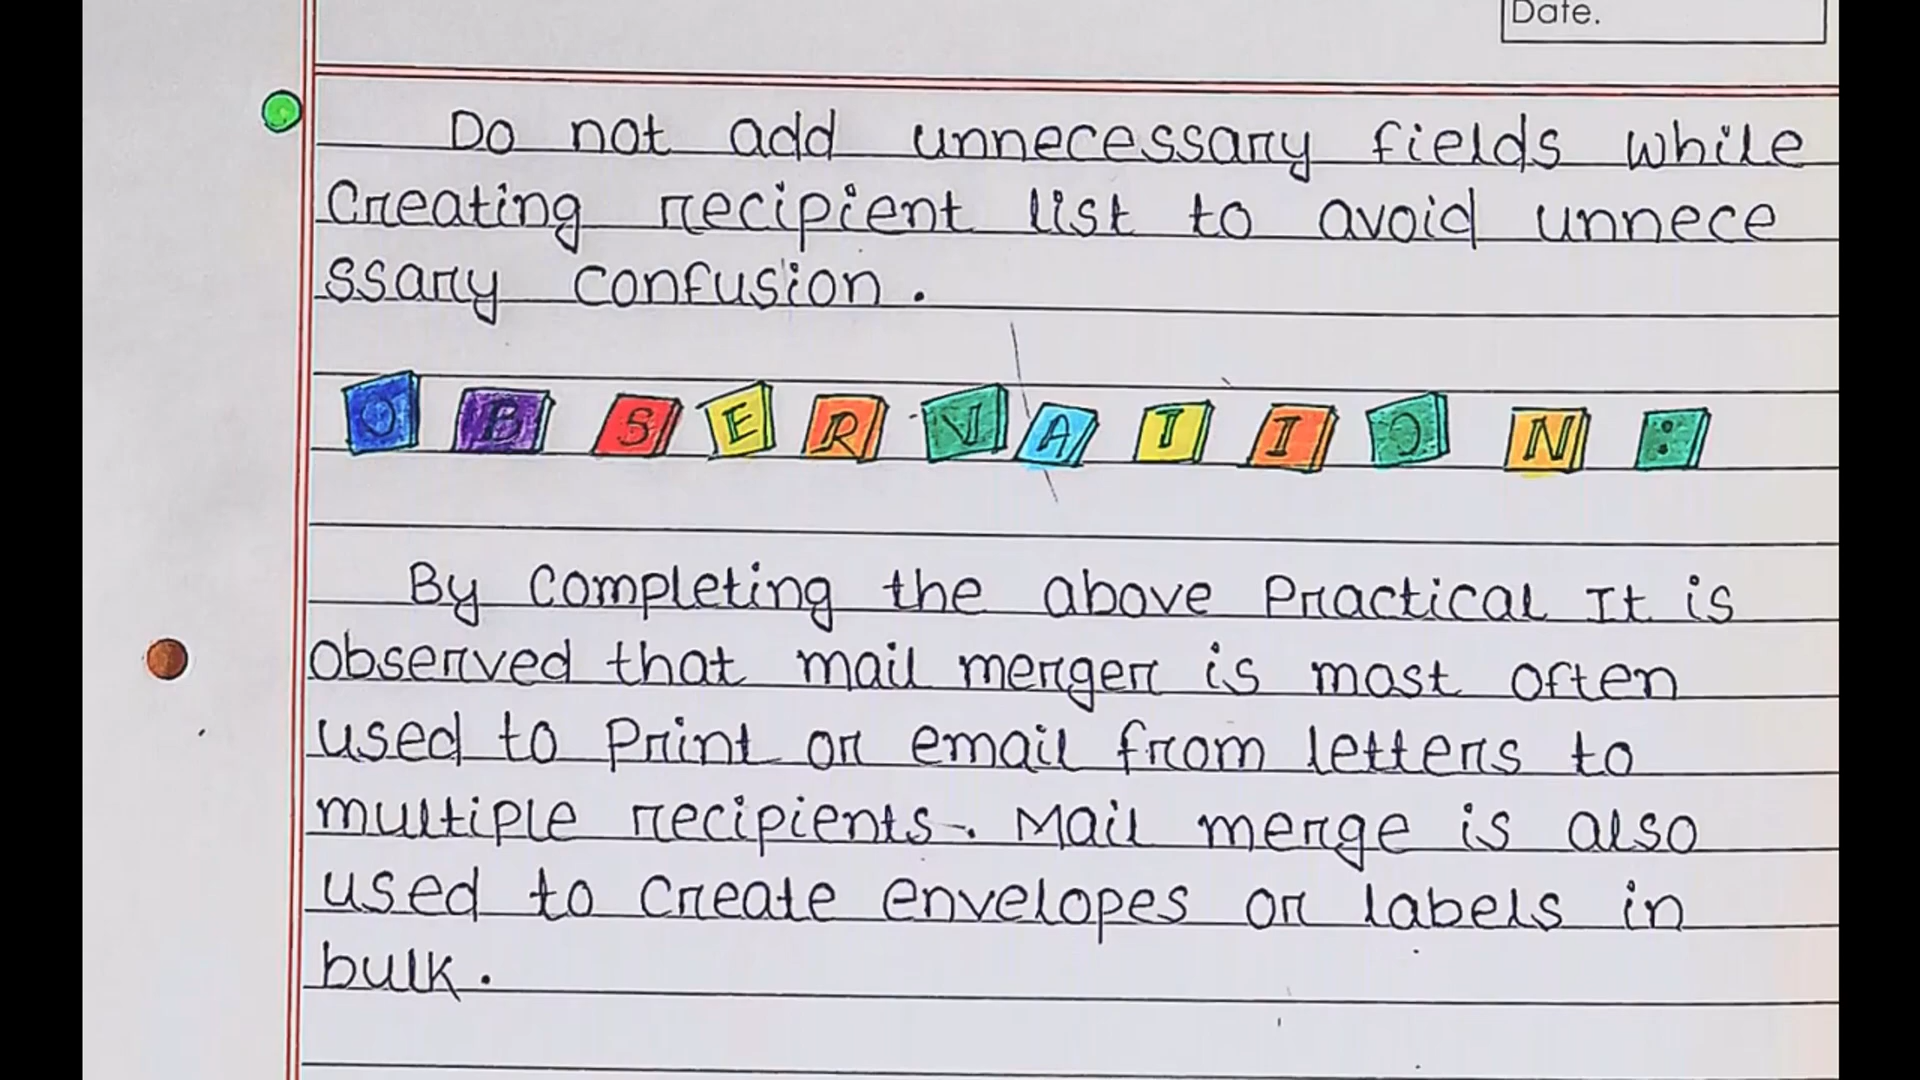 Date.
Do not add unnecessary fields while
Creating recipient list to avoid unnece
ssary confusion.
OBSERVATION:
By Completing the above Practical It is
observed that mail merger is most often
used to Print or email from letters to
multiple recipients. Mail merge is also
used to create envelopes or labels in
bulk.